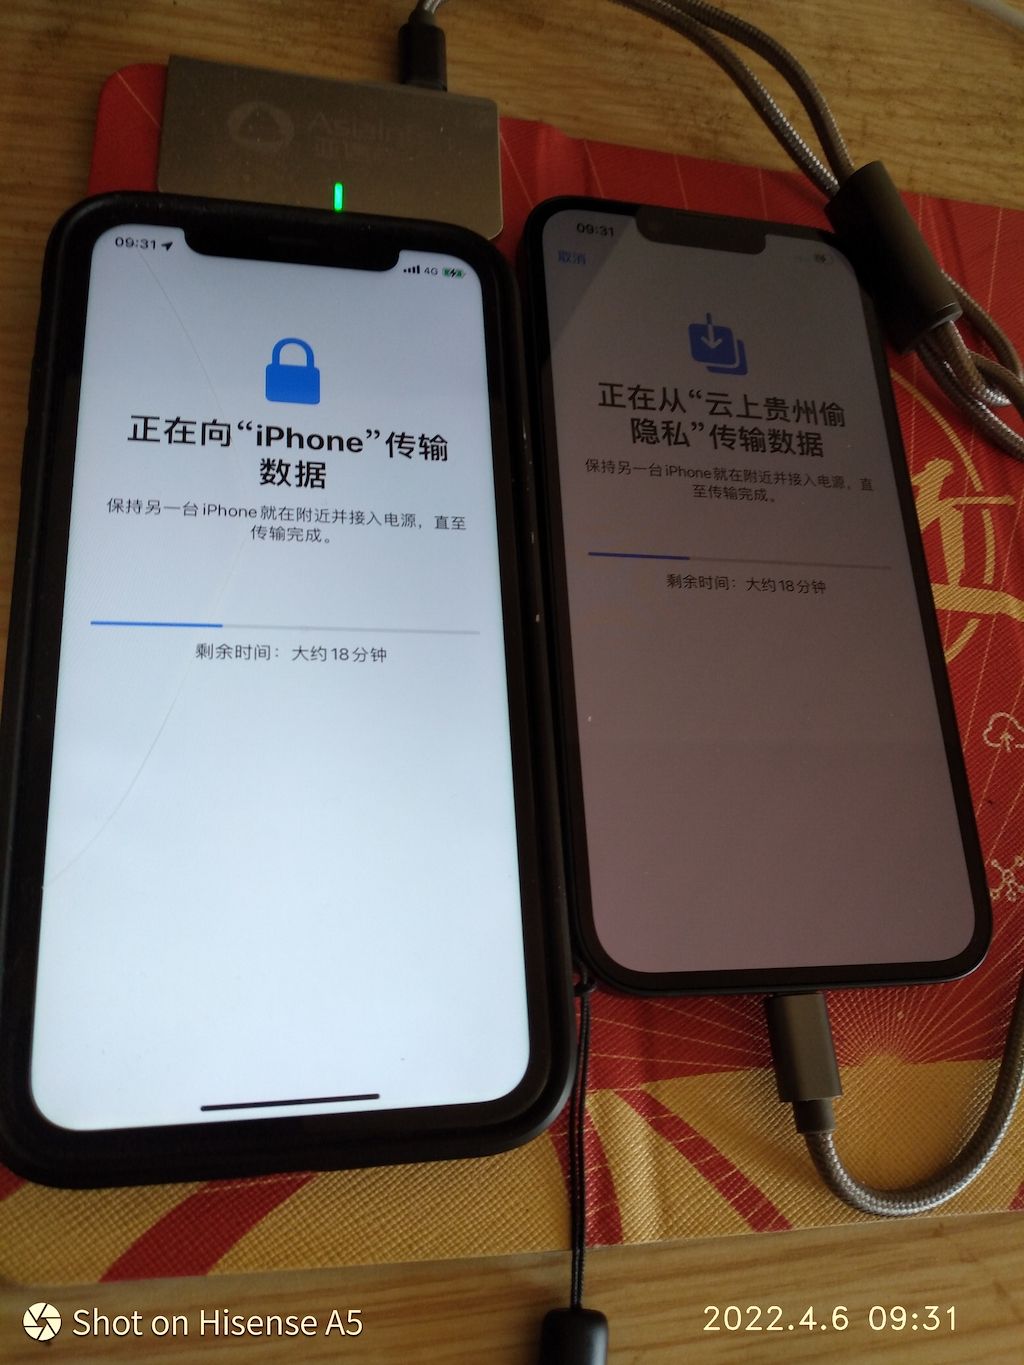 09:31
4G
正在向“iPhone”传输
数据
保持另一台iPhone就在附近并接入电源，直至
传输完成。
剩余时间：大约18分钟
09:31
取消
正在从“云上贵州偷
隐私”传输数据
保持另一台iPhone就在附近并接入电源，直
至传输完成。
剩余时间：大约18分钟
Shot on Hisense A5
2022.4.6 09:31